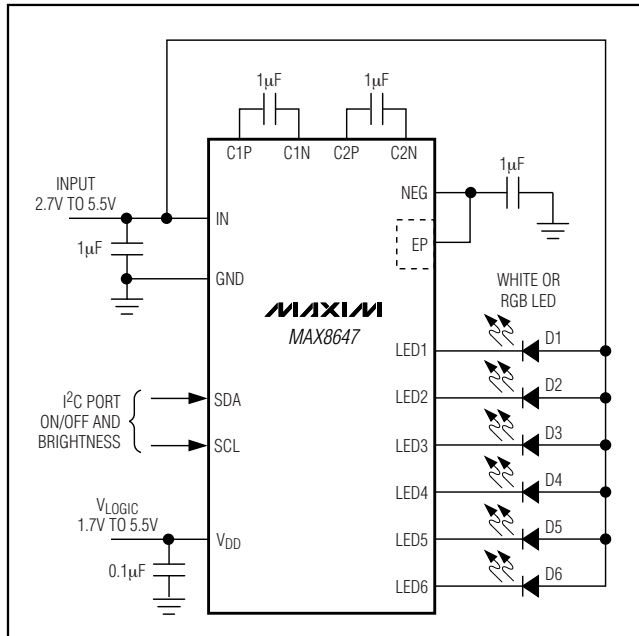 1µF
1µF
C1P
C1N
C2P
C2N
1µF
INPUT
2.7V TO 5.5V
IN
NEG
1µF
EP
GND
WHITE OR
RGB LED
MAXIM
MAX8647
LED1
D1
I²C PORT
ON/OFF AND
BRIGHTNESS
SDA
SCL
LED2
D2
LED3
D3
LED4
D4
VLOGIC
1.7V TO 5.5V
VDD
LED5
D5
0.1µF
LED6
D6